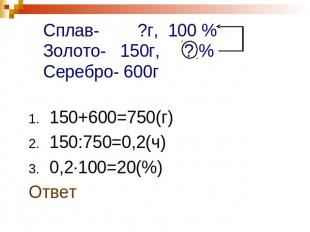 Сплав- ?г, 100 %
Золото- 150г, ? %
Серебро- 600г
1. 150+600=750(г)
2. 150:750=0,2(ч)
3. 0,2·100=20(%)
Ответ